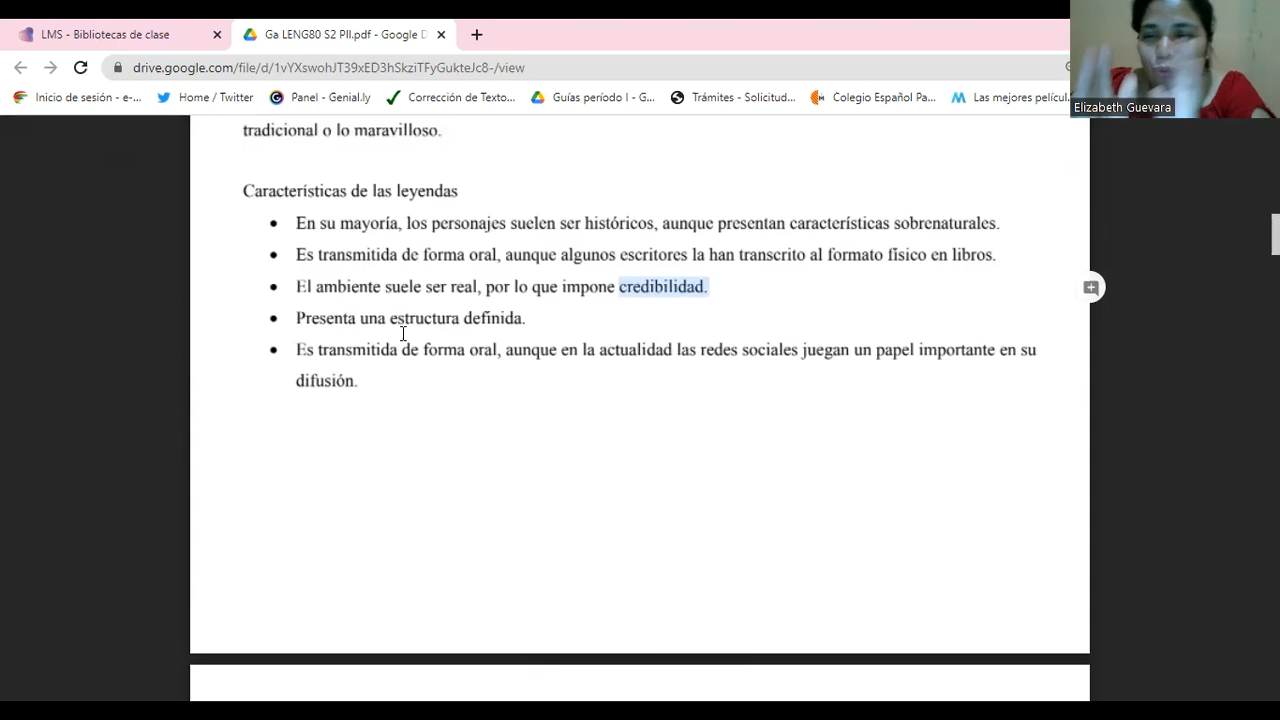 LMS - Bibliotecas de clase
Ga LENG80 S2 PII.pdf - Google D
drive.google.com/file/d/1vYXswohJT39xED3hSkziTFyGukteJc8-/view
Inicio de sesión - e-...
Home / Twitter
Panel - Genial.ly
Corrección de Texto...
Guías período I - G...
Trámites - Solicitud...
Colegio Español Pa...
Las mejores películ...
Elizabeth Guevara
tradicional o lo maravilloso.
Características de las leyendas
• En su mayoría, los personajes suelen ser históricos, aunque presentan características sobrenaturales.
• Es transmitida de forma oral, aunque algunos escritores la han transcrito al formato físico en libros.
• El ambiente suele ser real, por lo que impone credibilidad.
• Presenta una estructura definida.
• Es transmitida de forma oral, aunque en la actualidad las redes sociales juegan un papel importante en su
difusión.